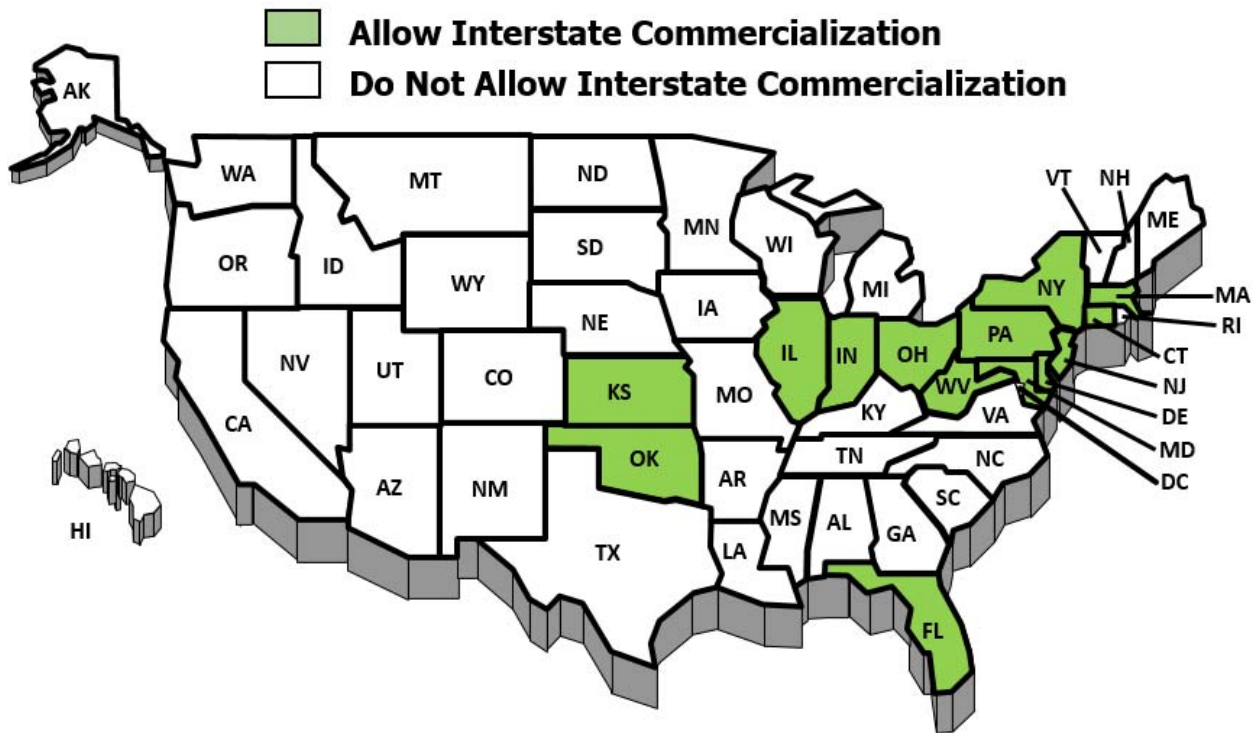 Allow Interstate Commercialization
Do Not Allow Interstate Commercialization
AK
WA
MT
ND
MN
VT
NH
ME
OR
ID
SD
WI
WY
MI
NY
MA
IA
RI
NE
PA
NV
UT
CO
IL
IN
OH
CT
NJ
KS
MO
WV
DE
CA
KY
VA
MD
OK
TN
NC
DC
AZ
NM
AR
SC
HI
MS
AL
GA
TX
LA
FL